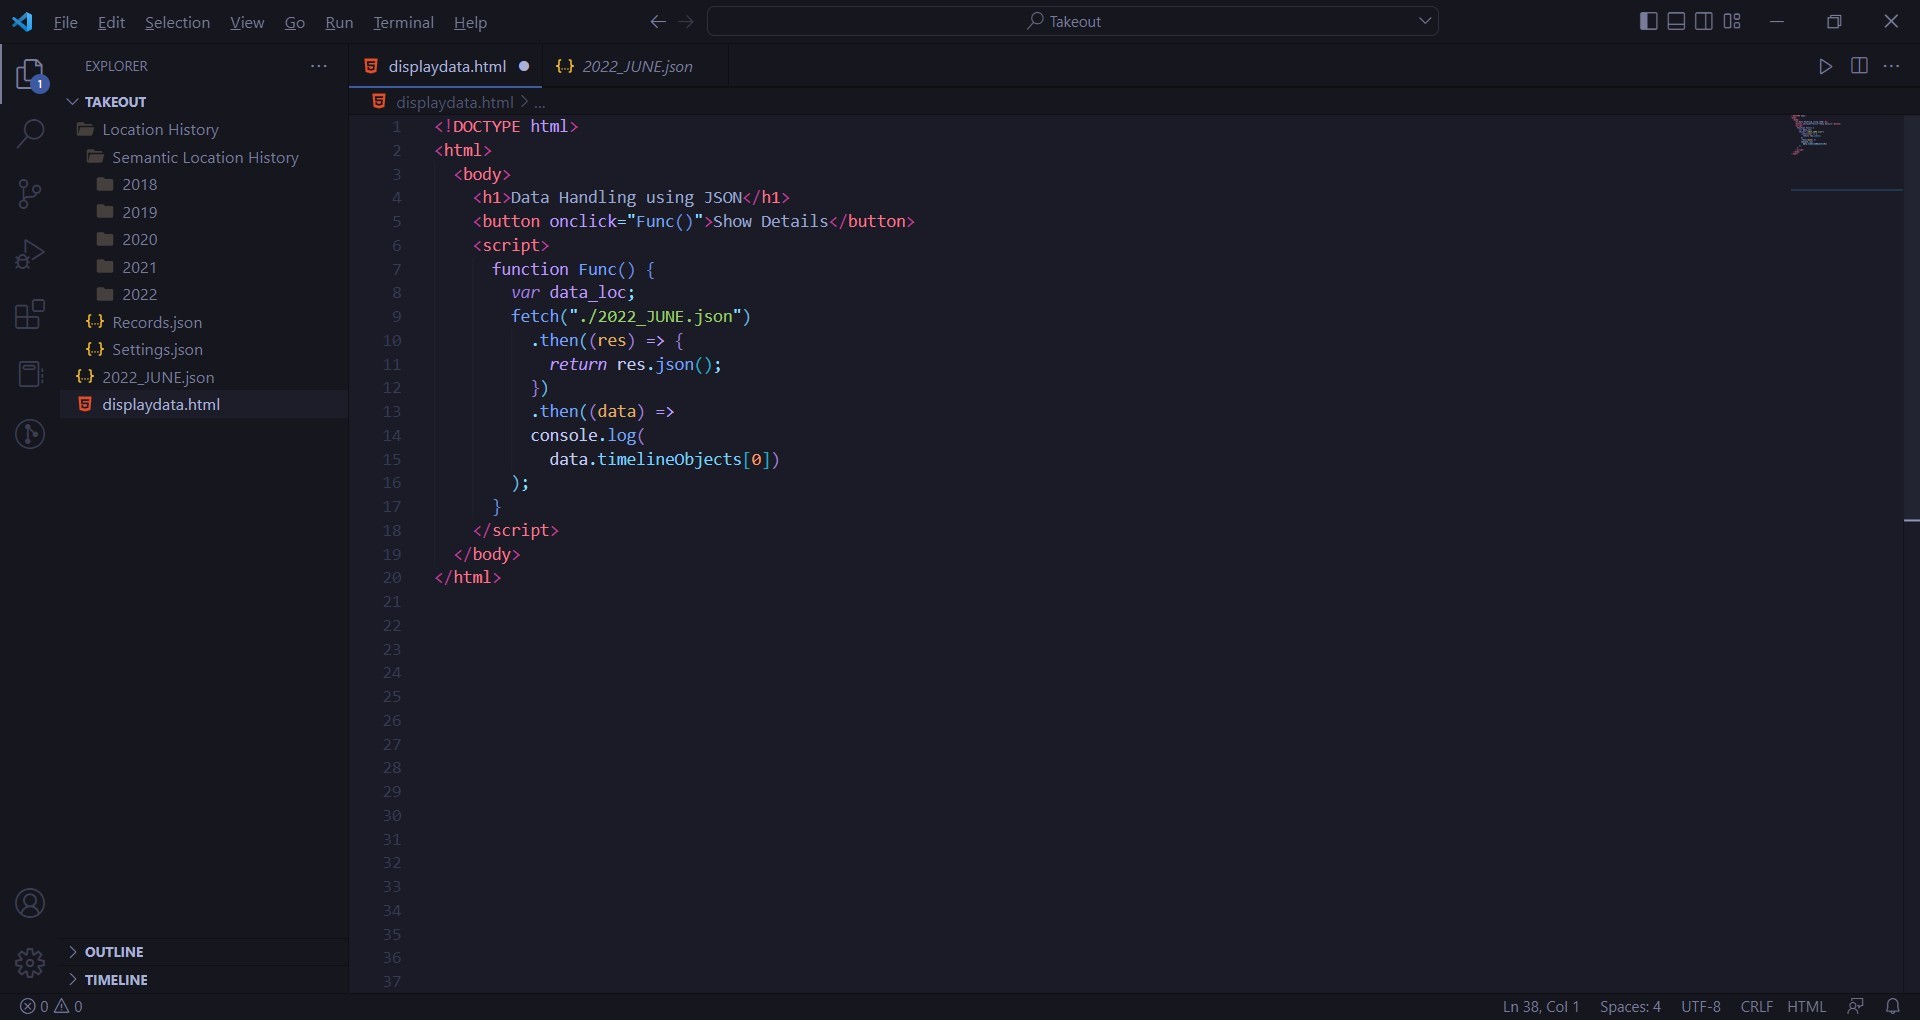 File Edit Selection View Go Run Terminal Help
Takeout
1
EXPLORER
TAKEOUT
Location History
Semantic Location History
2018
2019
2020
2021
2022
{..} Records.json
{..} Settings.json
{..} 2022_JUNE.json
displaydata.html
OUTLINE
TIMELINE
displaydata.html
{..} 2022_JUNE.json
displaydata.html > ...
1 <!DOCTYPE html>
2 <html>
3 <body>
4 <h1>Data Handling using JSON</h1>
5 <button onclick="Func()">Show Details</button>
6 <script>
7 function Func() {
8 var data_loc;
9 fetch("./2022_JUNE.json")
10 .then((res) => {
11 return res.json();
12 })
13 .then((data) =>
14 console.log(
15 data.timelineObjects[0])
16 );
17 }
18 </script>
19 </body>
20 </html>
21
22
23
24
25
26
27
28
29
30
31
32
33
34
35
36
37
0 0
Ln 38, Col 1 Spaces: 4 UTF-8 CRLF HTML